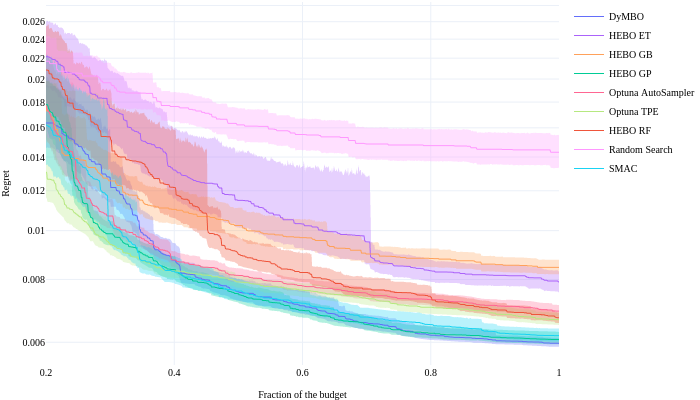 0.026
0.024
0.022
0.02
0.018
0.016
0.014
0.012
0.01
0.008
0.006
Regret
0.2
0.4
0.6
0.8
1
Fraction of the budget
DyMBO
HEBO ET
HEBO GB
HEBO GP
Optuna AutoSampler
Optuna TPE
HEBO RF
Random Search
SMAC